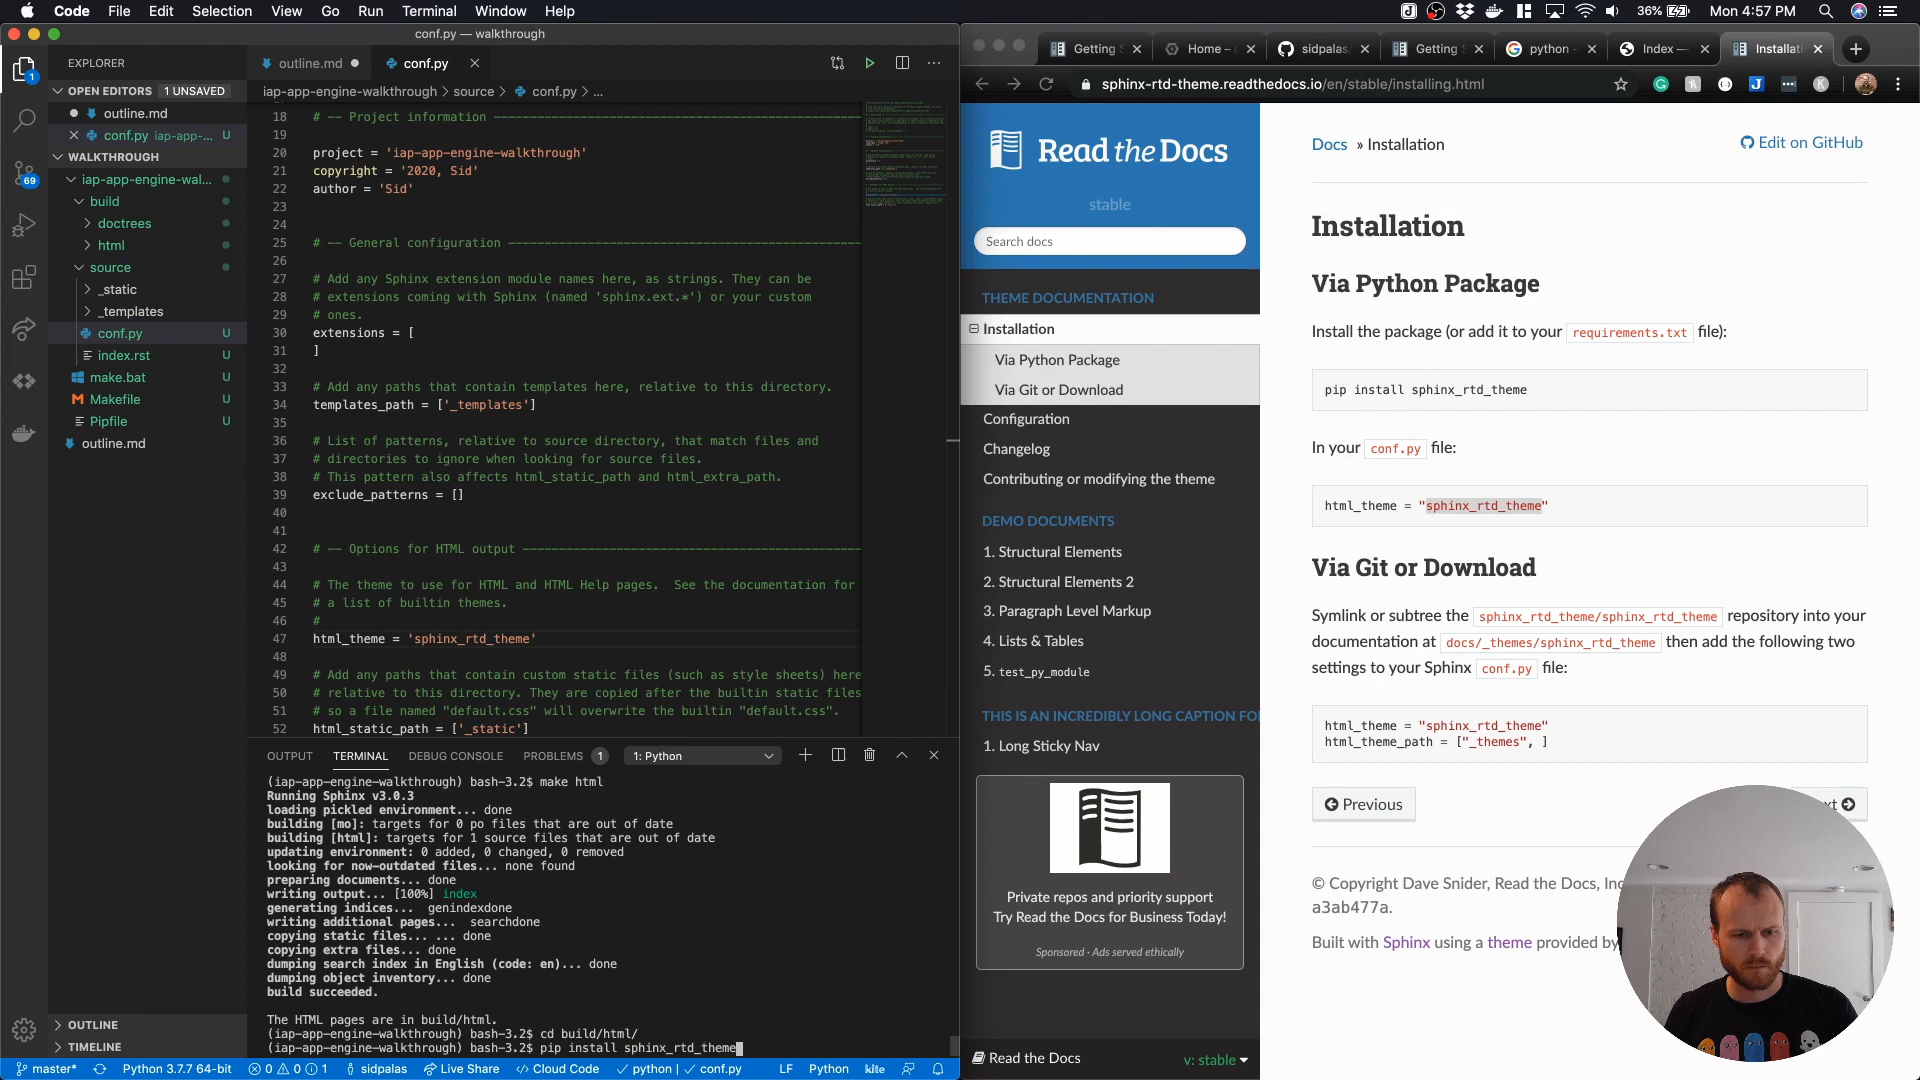 Code File Edit Selection View Go Run Terminal Window Help
36% Mon 4:57 PM
conf.py — walkthrough
EXPLORER
OPEN EDITORS 1 UNSAVED
outline.md
conf.py iap-app-... U
WALKTHROUGH
iap-app-engine-wal...
build
doctrees
html
source
_static
_templates
conf.py U
index.rst U
make.bat U
Makefile U
Pipfile U
outline.md
OUTLINE
TIMELINE
1
69
outline.md
conf.py
iap-app-engine-walkthrough > source > conf.py > ...
18 # -- Project information -----------------------------------------------------
19
20 project = 'iap-app-engine-walkthrough'
21 copyright = '2020, Sid'
22 author = 'Sid'
23
24
25 # -- General configuration ---------------------------------------------------
26
27 # Add any Sphinx extension module names here, as strings. They can be
28 # extensions coming with Sphinx (named 'sphinx.ext.*') or your custom
29 # ones.
30 extensions = [
31 ]
32
33 # Add any paths that contain templates here, relative to this directory.
34 templates_path = ['_templates']
35
36 # List of patterns, relative to source directory, that match files and
37 # directories to ignore when looking for source files.
38 # This pattern also affects html_static_path and html_extra_path.
39 exclude_patterns = []
40
41
42 # -- Options for HTML output -------------------------------------------------
43
44 # The theme to use for HTML and HTML Help pages.  See the documentation for
45 # a list of builtin themes.
46 #
47 html_theme = 'sphinx_rtd_theme'
48
49 # Add any paths that contain custom static files (such as style sheets) here
50 # relative to this directory. They are copied after the builtin static files
51 # so a file named "default.css" will overwrite the builtin "default.css".
52 html_static_path = ['_static']
OUTPUT TERMINAL DEBUG CONSOLE PROBLEMS 1 1: Python
(iap-app-engine-walkthrough) bash-3.2$ make html
Running Sphinx v3.0.3
loading pickled environment... done
building [mo]: targets for 0 po files that are out of date
building [html]: targets for 1 source files that are out of date
updating environment: 0 added, 0 changed, 0 removed
looking for now-outdated files... none found
preparing documents... done
writing output... [100%] index
generating indices...  genindexdone
writing additional pages...  searchdone
copying static files... ... done
copying extra files... done
dumping search index in English (code: en)... done
dumping object inventory... done
build succeeded.
The HTML pages are in build/html.
(iap-app-engine-walkthrough) bash-3.2$ cd build/html/
(iap-app-engine-walkthrough) bash-3.2$ pip install sphinx_rtd_theme
master* Python 3.7.7 64-bit 0 0 1 sidpalas Live Share Cloud Code python | conf.py LF Python kite
Getting S Home – sidpalas/ Getting S python - Index — Installati
sphinx-rtd-theme.readthedocs.io/en/stable/installing.html
Read the Docs
stable
Search docs
THEME DOCUMENTATION
Installation
Via Python Package
Via Git or Download
Configuration
Changelog
Contributing or modifying the theme
DEMO DOCUMENTS
1. Structural Elements
2. Structural Elements 2
3. Paragraph Level Markup
4. Lists & Tables
5. test_py_module
THIS IS AN INCREDIBLY LONG CAPTION FO
1. Long Sticky Nav
Private repos and priority support
Try Read the Docs for Business Today!
Sponsored · Ads served ethically
Read the Docs v: stable
Docs » Installation Edit on GitHub
Installation
Via Python Package
Install the package (or add it to your requirements.txt file):
pip install sphinx_rtd_theme
In your conf.py file:
html_theme = "sphinx_rtd_theme"
Via Git or Download
Symlink or subtree the sphinx_rtd_theme/sphinx_rtd_theme repository into your
documentation at docs/_themes/sphinx_rtd_theme then add the following two
settings to your Sphinx conf.py file:
html_theme = "sphinx_rtd_theme"
html_theme_path = ["_themes", ]
Previous xt
© Copyright Dave Snider, Read the Docs, Inc
a3ab477a.
Built with Sphinx using a theme provided by